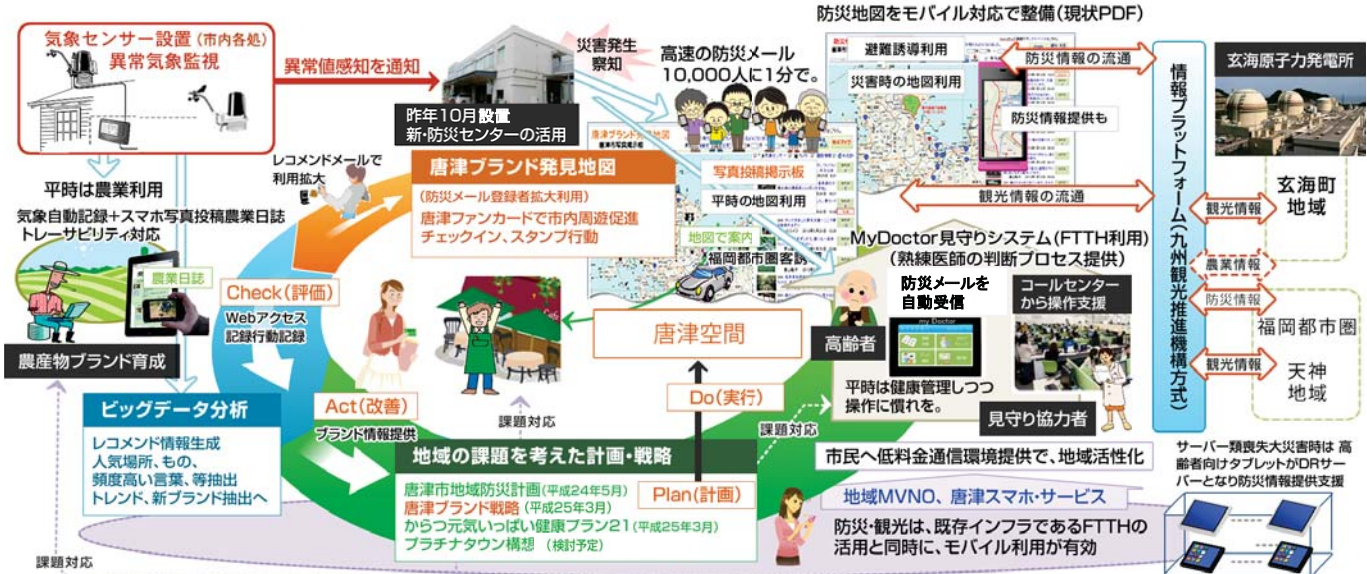 防災地図をモバイル対応で整備(現状PDF)
気象センサー設置(市内各処)
異常気象監視
異常値感知を通知
災害発生
察知
高速の防災メール
10,000人に1分で。
避難誘導利用
災害時の地図利用
防災情報提供も
防災情報の流通
玄海原子力発電所
昨年10月設置
新・防災センターの活用
唐津ブランド発見地図
唐津市写真掲示板
レコメンドメールで
利用拡大
唐津ブランド発見地図
(防災メール登録者拡大利用)
唐津ファンカードで市内周遊促進
チェックイン、スタンプ行動
写真投稿掲示板
平時の地図利用
地図で案内
福岡都市圏客誘
観光情報の流通
情報プラットフォーム(九州観光推進機構方式)
玄海町
地域
観光情報
農業情報
防災情報
福岡都市圏
観光情報
天神
地域
平時は農業利用
気象自動記録+スマホ写真投稿農業日誌
トレーサビリティ対応
農業日誌
農産物ブランド育成
Check(評価)
Webアクセス
記録行動記録
Cafe
唐津空間
MyDoctor見守りシステム(FTTH利用)
(熟練医師の判断プロセス提供)
防災メールを
自動受信
my Doctor
コールセンター
から操作支援
高齢者
平時は健康管理しつつ
操作に慣れを。
見守り協力者
ビッグデータ分析
レコメンド情報生成
人気場所、もの、
頻度高い言葉、等抽出
トレンド、新ブランド抽出へ
Act(改善)
ブランド情報提供
課題対応
Do(実行)
課題対応
地域の課題を考えた計画・戦略
唐津市地域防災計画(平成24年5月)
唐津ブランド戦略(平成25年3月)
からつ元気いっぱい健康プラン21(平成25年3月)
プラチナタウン構想 (検討予定)
Plan(計画)
市民へ低料金通信環境提供で、地域活性化
地域MVNO、唐津スマホ・サービス
防災・観光は、既存インフラであるFTTHの
活用と同時に、モバイル利用が有効
サーバー類喪失大災害時は 高
齢者向けタブレットがDRサー
バーとなり防災情報提供支援
課題対応